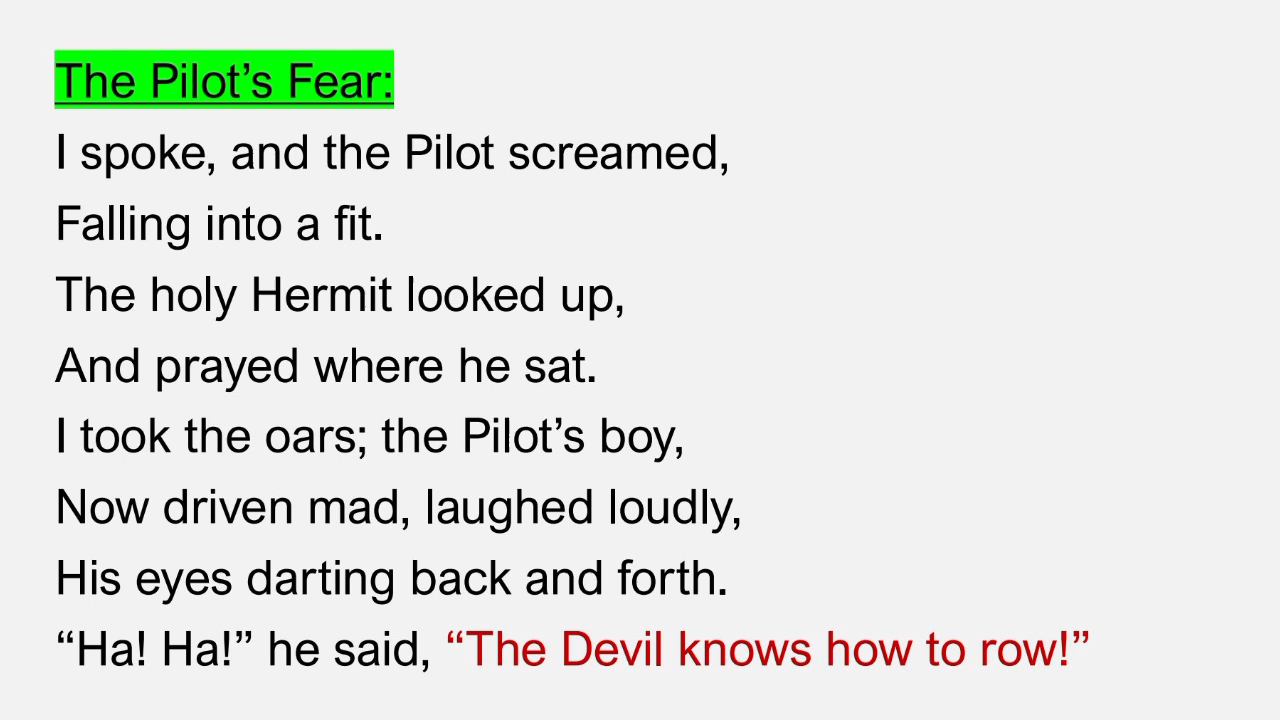 The Pilot’s Fear:
I spoke, and the Pilot screamed,
Falling into a fit.
The holy Hermit looked up,
And prayed where he sat.
I took the oars; the Pilot’s boy,
Now driven mad, laughed loudly,
His eyes darting back and forth.
“Ha! Ha!” he said, “The Devil knows how to row!”